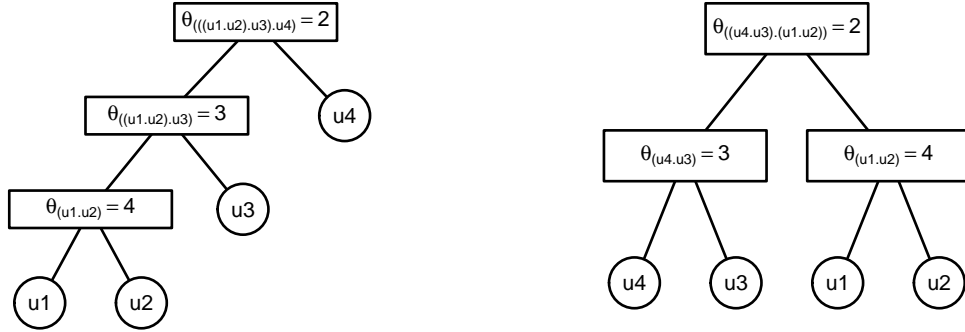 θ(((u1.u2).u3).u4) = 2
θ((u4.u3).(u1.u2)) = 2
θ((u1.u2).u3) = 3
u4
θ(u4.u3) = 3
θ(u1.u2) = 4
θ(u1.u2) = 4
u3
u1
u2
u4
u3
u1
u2